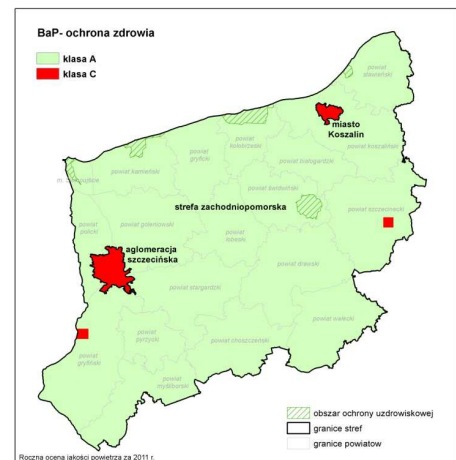 BaP- ochrona zdrowia
klasa A
klasa C
powiat sławieński
miasto
Koszalin
powiat kołobrzeski
powiat koszaliński
powiat gryficki
powiat białogardzki
powiat kamieński
powiat świdwiński
strefa zachodniopomorska
powiat szczecinecki
powiat goleniowski
powiat policki
powiat łobeski
aglomeracja
szczecińska
powiat drawski
powiat stargardzki
powiat wałecki
powiat pyrzycki
powiat choszczeński
powiat gryfiński
powiat myśliborski
obszar ochrony uzdrowiskowej
granice stref
granice powiatow
Roczna ocena jakości powietrza za 2011 r.